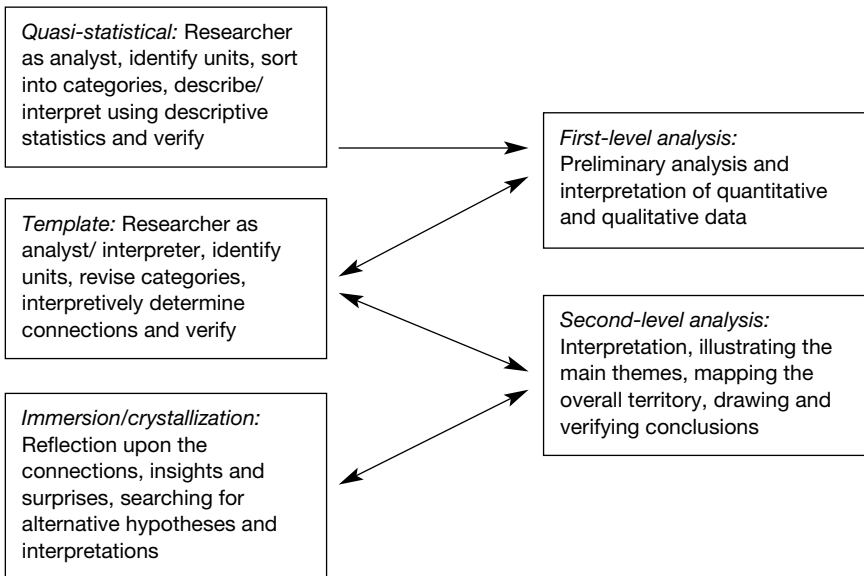 Quasi-statistical: Researcher
as analyst, identify units, sort
into categories, describe/
interpret using descriptive
statistics and verify
Template: Researcher as
analyst/ interpreter, identify
units, revise categories,
interpretively determine
connections and verify
Immersion/crystallization:
Reflection upon the
connections, insights and
surprises, searching for
alternative hypotheses and
interpretations
First-level analysis:
Preliminary analysis and
interpretation of quantitative
and qualitative data
Second-level analysis:
Interpretation, illustrating the
main themes, mapping the
overall territory, drawing and
verifying conclusions